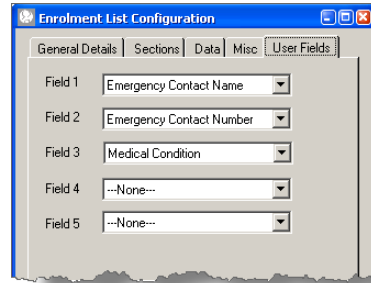 Enrolment List Configuration
General Details Sections Data Misc User Fields
Field 1 Emergency Contact Name
Field 2 Emergency Contact Number
Field 3 Medical Condition
Field 4 ---None---
Field 5 ---None---